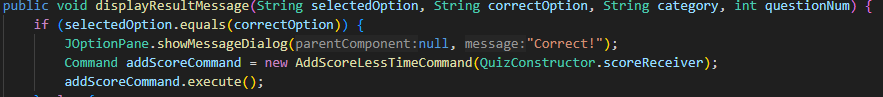 public void displayResultMessage(String selectedOption, String correctOption, String category, int questionNum) {
if (selectedOption.equals(correctOption)) {
JOptionPane.showMessageDialog(parentComponent:null, message:"Correct!");
Command addScoreCommand = new AddScoreLessTimeCommand(QuizConstructor.scoreReceiver);
addScoreCommand.execute();